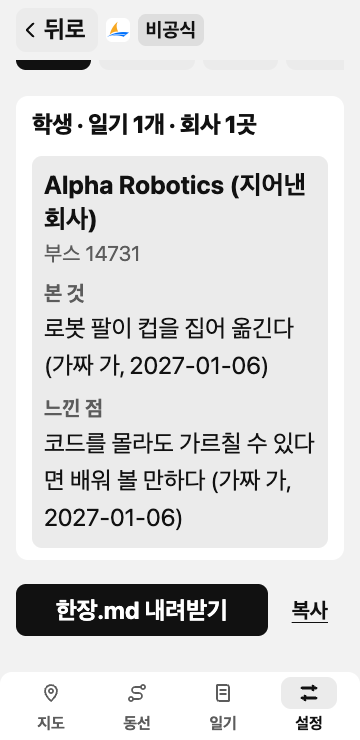 뒤로
비공식
학생 · 일기 1개 · 회사 1곳
Alpha Robotics (지어낸
회사)
부스 14731
본 것
로봇 팔이 컵을 집어 옮긴다
(가짜 가, 2027-01-06)
느낀 점
코드를 몰라도 가르칠 수 있다
면 배워 볼 만하다 (가짜 가,
2027-01-06)
한장.md 내려받기
복사
지도
동선
일기
설정